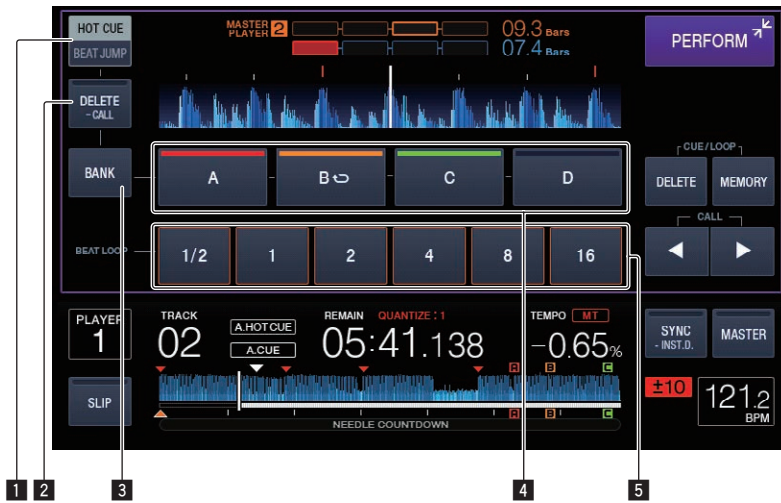 HOT CUE
BEAT JUMP
MASTER
PLAYER 2
09.3 Bars
07.4 Bars
PERFORM
DELETE
- CALL
BANK
A
B
C
D
CUE/LOOP
DELETE
MEMORY
CALL
BEAT LOOP
1/2
1
2
4
8
16
PLAYER
1
TRACK
02
A.HOT CUE
A.CUE
REMAIN
QUANTIZE : 1
05:41.138
TEMPO
MT
-0.65%
SYNC
- INST.D.
MASTER
A
B
C
SLIP
A
B
C
NEEDLE COUNTDOWN
±10
121.2
BPM
1
2
3
4
5